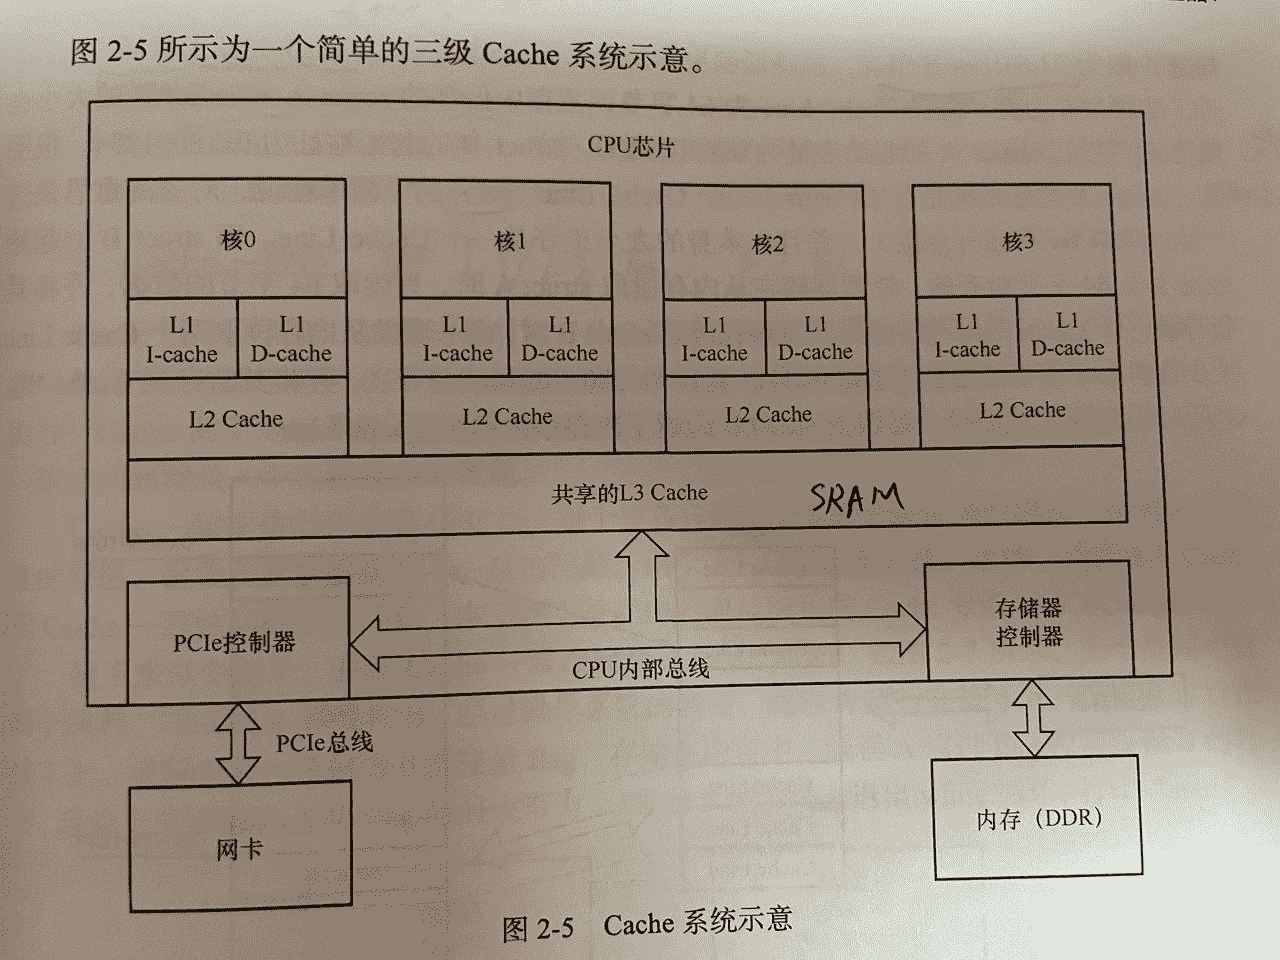 图 2-5 所示为一个简单的三级 Cache 系统示意。
CPU芯片
核0
核1
核2
核3
L1
I-cache
L1
D-cache
L1
I-cache
L1
D-cache
L1
I-cache
L1
D-cache
L1
I-cache
L1
D-cache
L2 Cache
L2 Cache
L2 Cache
L2 Cache
共享的L3 Cache
SRAM
PCIe控制器
存储器
控制器
CPU内部总线
PCIe总线
网卡
内存（DDR）
图 2-5 Cache 系统示意